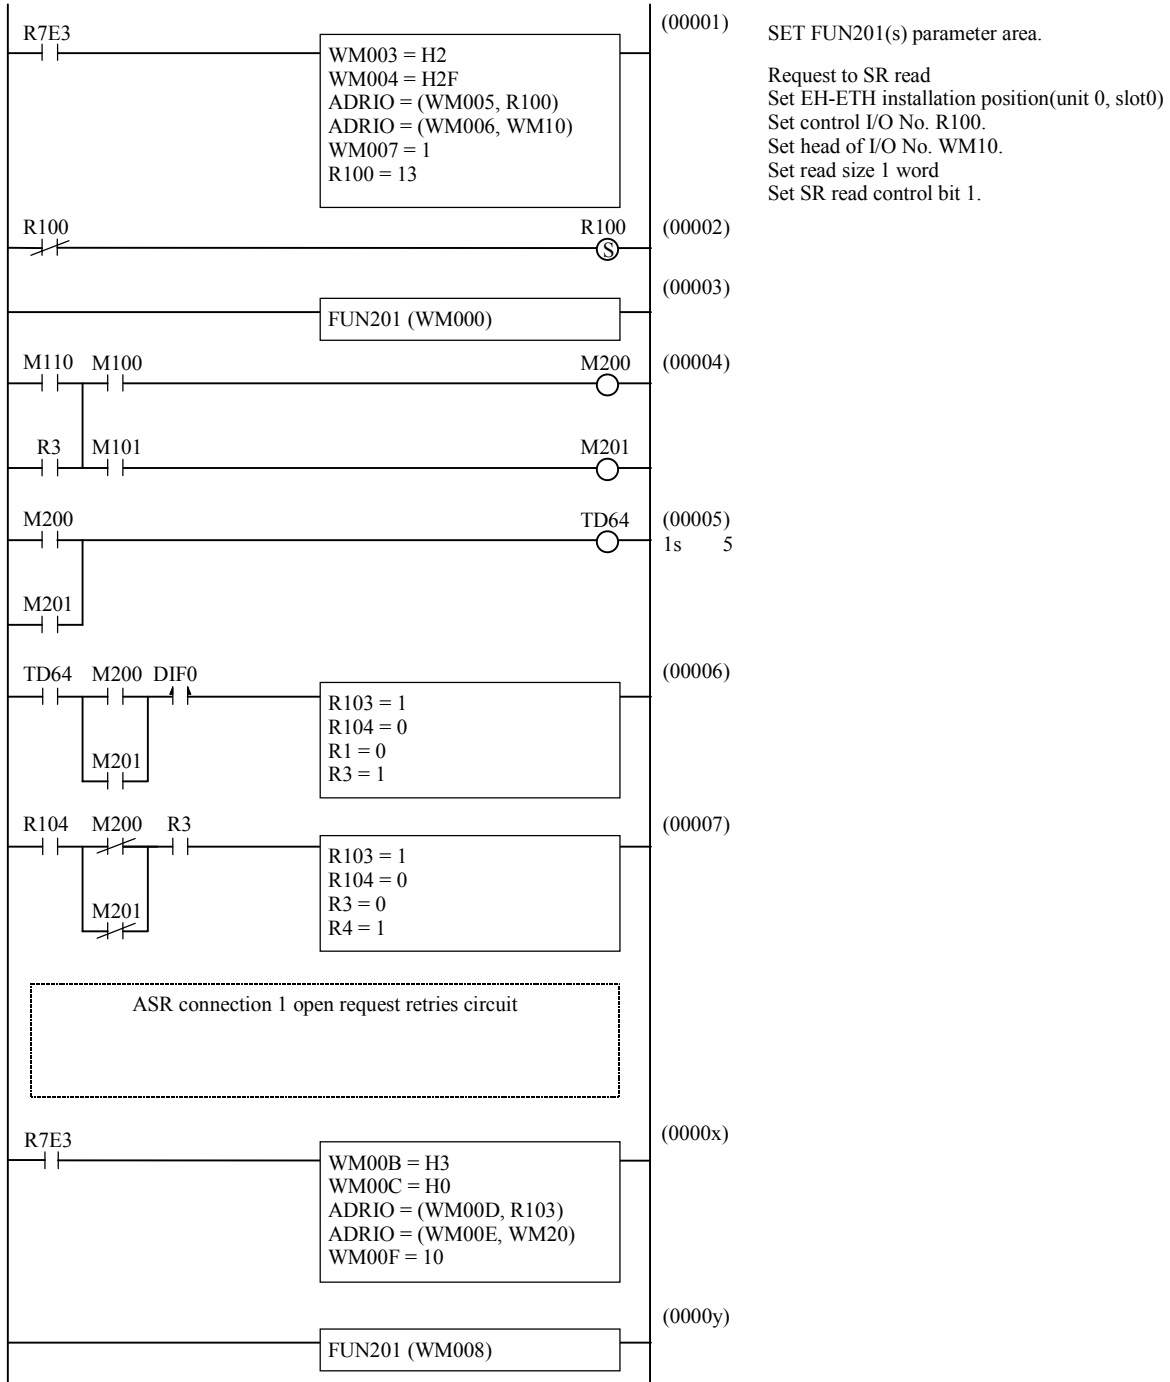 R7E3
(00001)
WM003 = H2
WM004 = H2F
ADRIO = (WM005, R100)
ADRIO = (WM006, WM10)
WM007 = 1
R100 = 13
SET FUN201(s) parameter area.
Request to SR read
Set EH-ETH installation position(unit 0, slot0)
Set control I/O No. R100.
Set head of I/O No. WM10.
Set read size 1 word
Set SR read control bit 1.
R100 R100 (00002)
S
(00003)
FUN201 (WM000)
M110 M100 M200 (00004)
R3 M101 M201
M200 TD64 (00005)
1s 5
M201
TD64 M200 DIF0 (00006)
R103 = 1
R104 = 0
R1 = 0
R3 = 1
M201
R104 M200 R3 (00007)
R103 = 1
R104 = 0
R3 = 0
R4 = 1
M201
ASR connection 1 open request retries circuit
R7E3 (0000x)
WM00B = H3
WM00C = H0
ADRIO = (WM00D, R103)
ADRIO = (WM00E, WM20)
WM00F = 10
(0000y)
FUN201 (WM008)